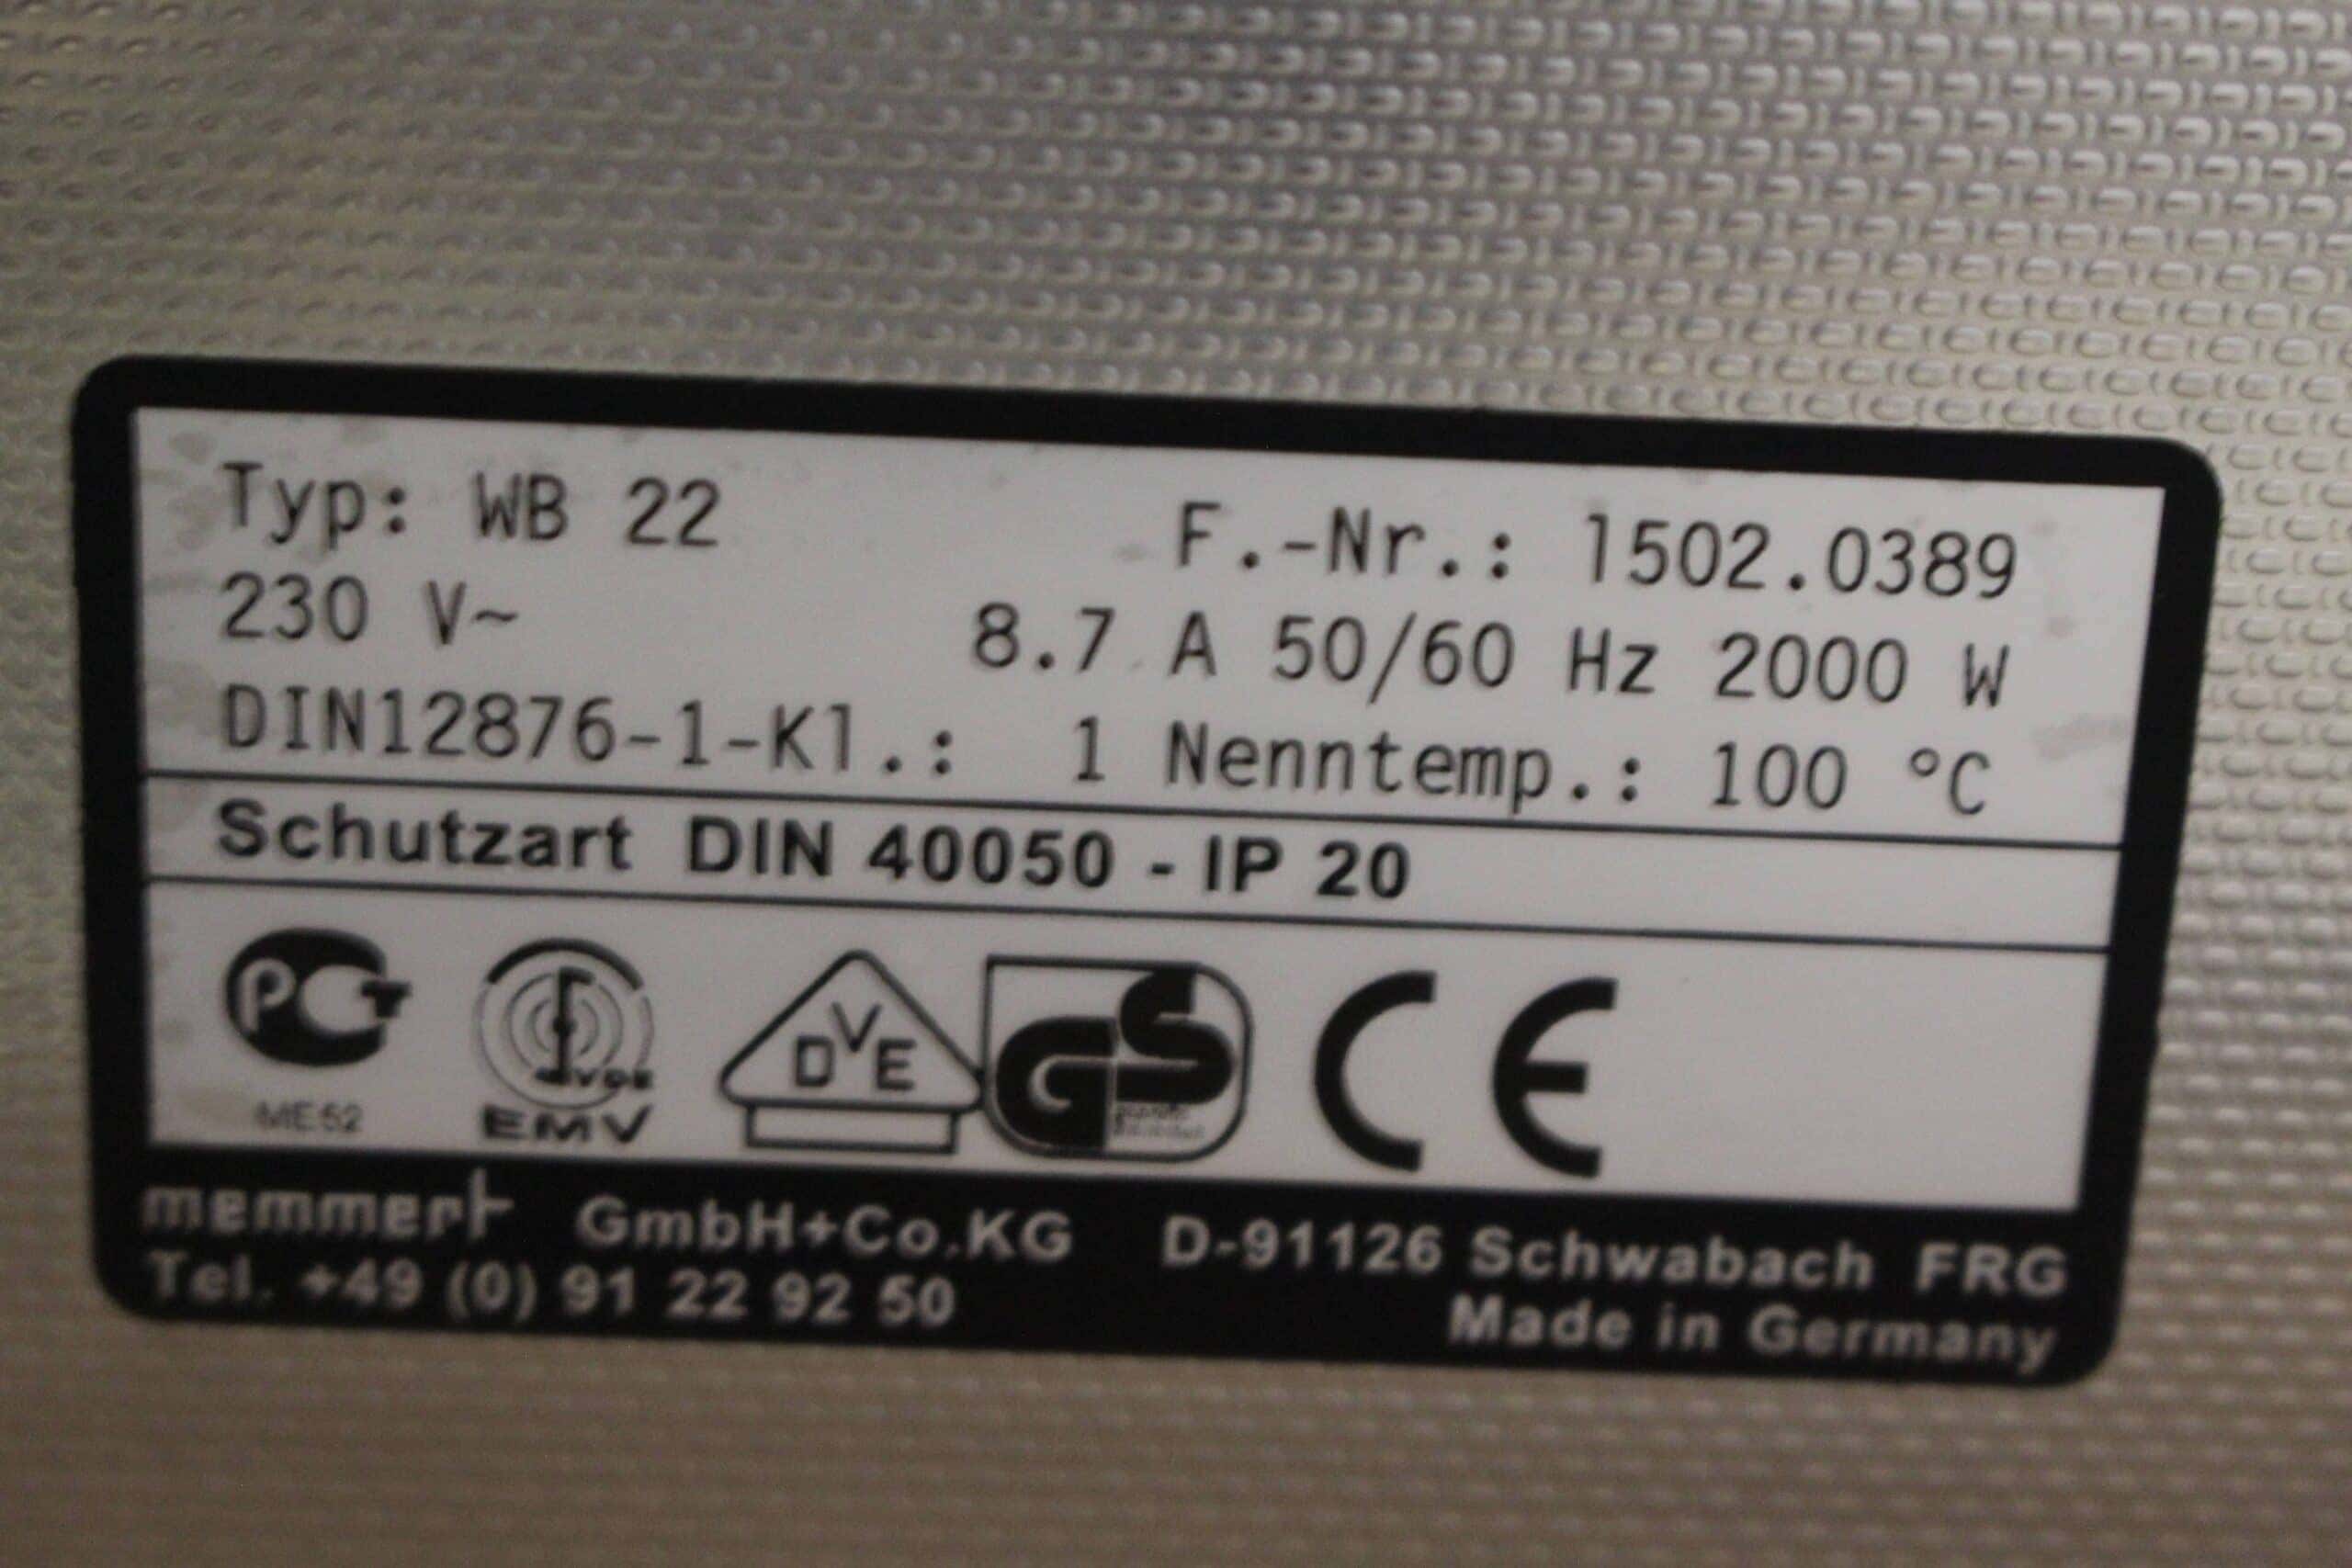 Typ: WB 22 F.-Nr.: 1502.0389
230 V~ 8.7 A 50/60 Hz 2000 W
DIN12876-1-Kl.: 1 Nenntemp.: 100 °C
Schutzart DIN 40050 - IP 20
PCT
ME52
VDE
EMV
DVE
GS
CE
memmert GmbH+Co.KG D-91126 Schwabach FRG
Tel. +49 (0) 91 22 92 50
Made in Germany